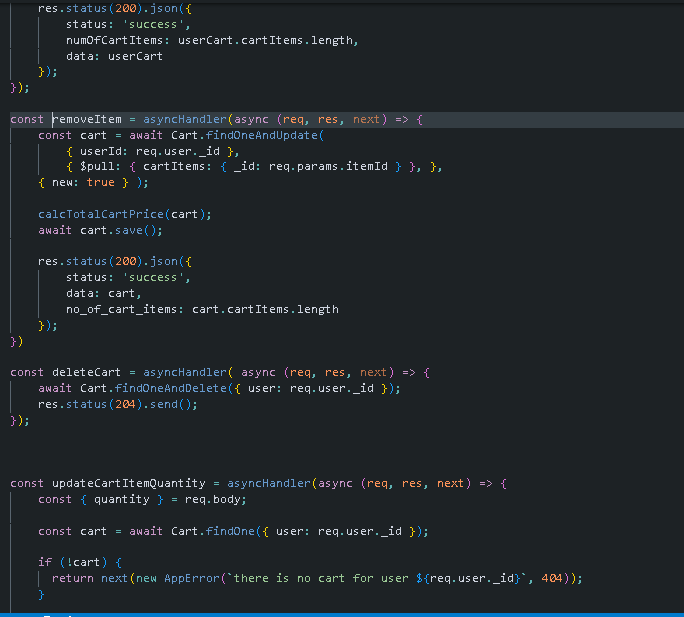 res.status(200).json({
status: 'success',
numOfCartItems: userCart.cartItems.length,
data: userCart
});
});
const removeItem = asyncHandler(async (req, res, next) => {
const cart = await Cart.findOneAndUpdate(
{ userId: req.user._id },
{ $pull: { cartItems: { _id: req.params.itemId } }, },
{ new: true } );
calcTotalCartPrice(cart);
await cart.save();
res.status(200).json({
status: 'success',
data: cart,
no_of_cart_items: cart.cartItems.length
});
})
const deleteCart = asyncHandler( async (req, res, next) => {
await Cart.findOneAndDelete({ user: req.user._id });
res.status(204).send();
});
const updateCartItemQuantity = asyncHandler(async (req, res, next) => {
const { quantity } = req.body;
const cart = await Cart.findOne({ user: req.user._id });
if (!cart) {
return next(new AppError(`there is no cart for user ${req.user._id}`, 404));
}